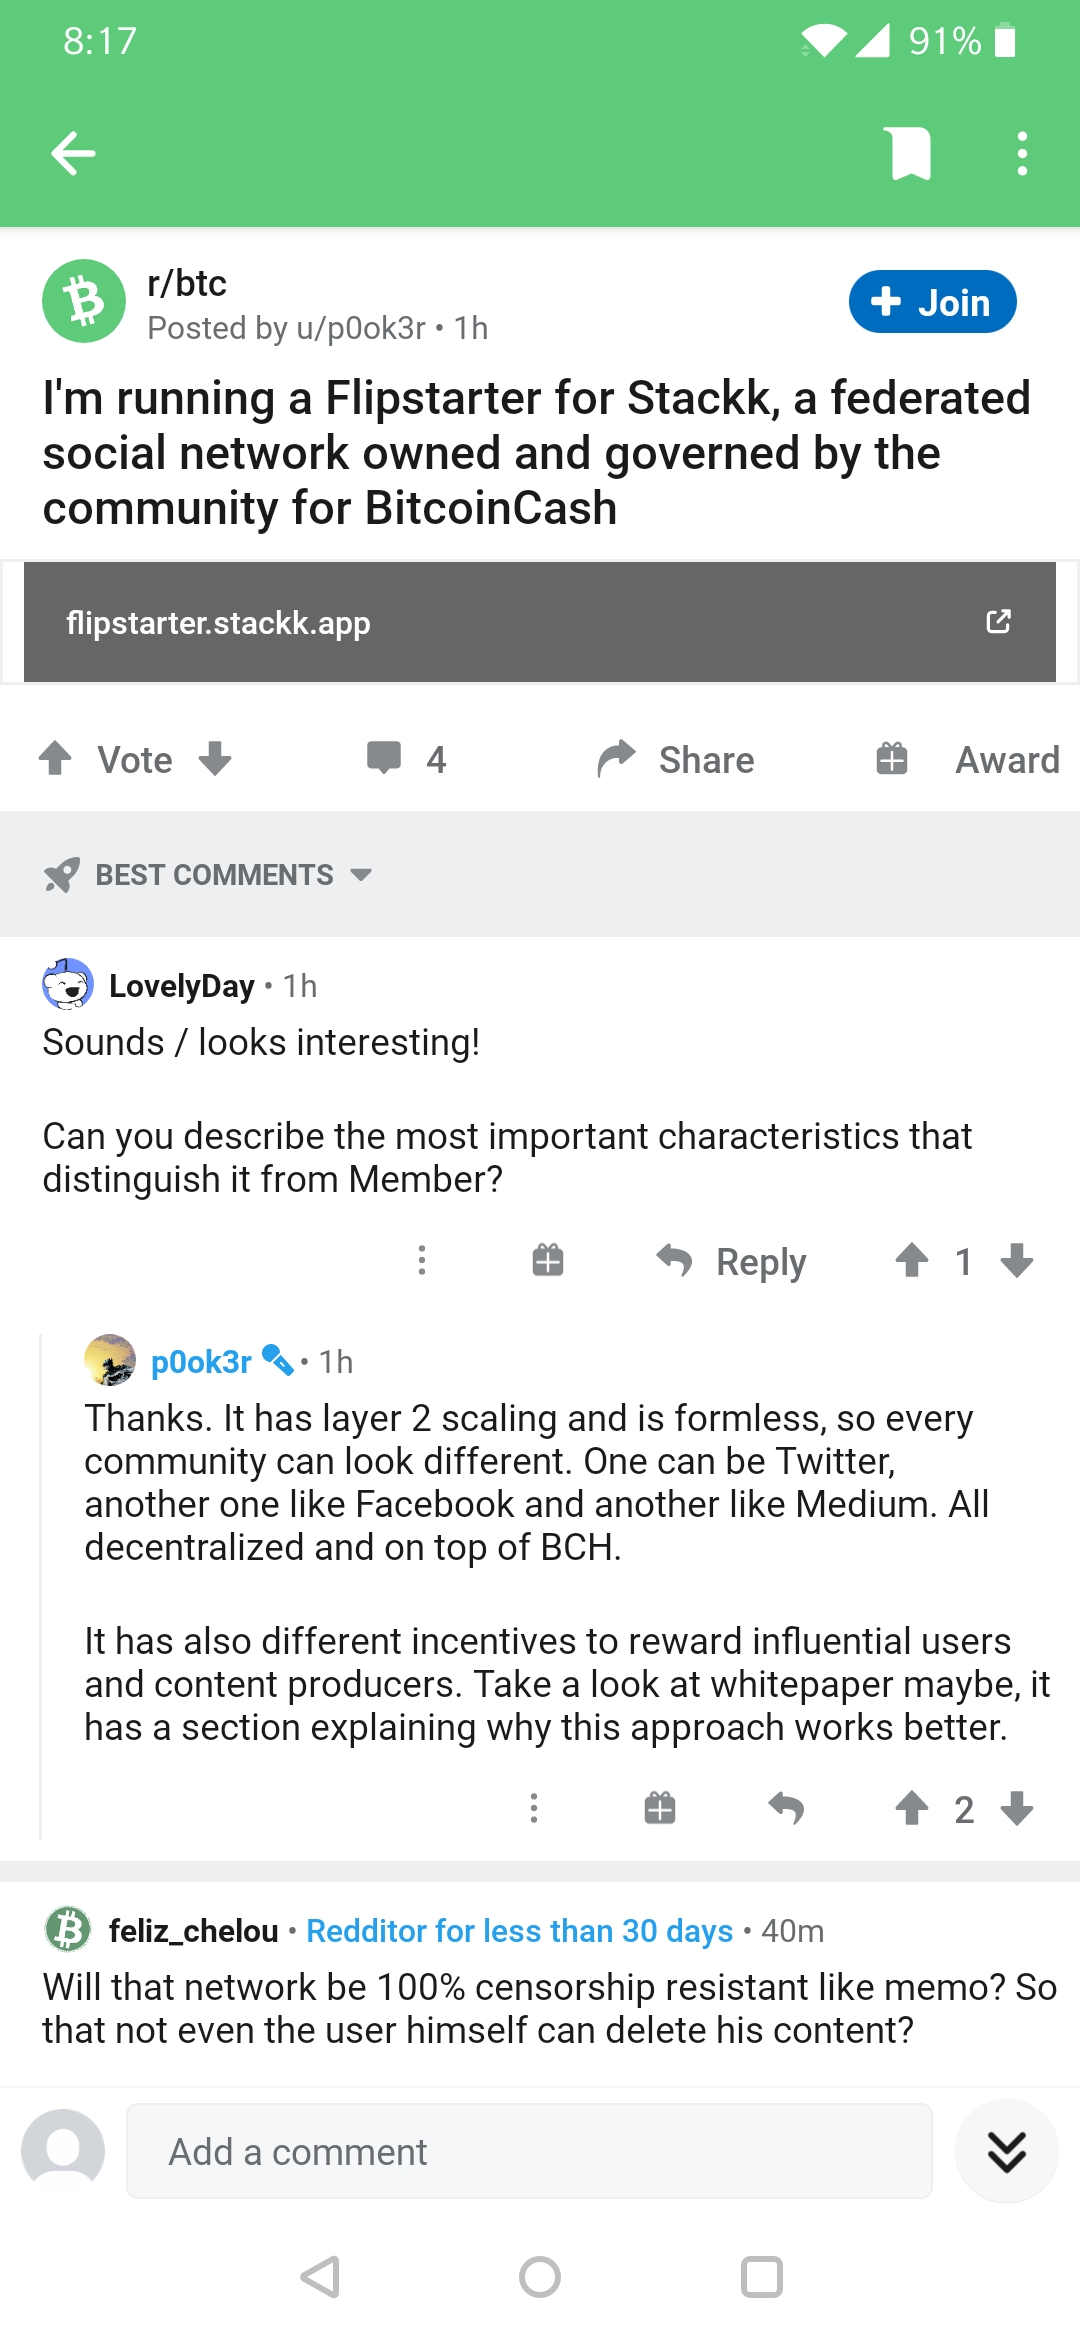 8:17
91%
r/btc
Posted by u/p0ok3r • 1h
Join
I'm running a Flipstarter for Stackk, a federated
social network owned and governed by the
community for BitcoinCash
flipstarter.stackk.app
Vote
4
Share
Award
BEST COMMENTS
LovelyDay • 1h
Sounds / looks interesting!
Can you describe the most important characteristics that
distinguish it from Member?
Reply
1
p0ok3r • 1h
Thanks. It has layer 2 scaling and is formless, so every
community can look different. One can be Twitter,
another one like Facebook and another like Medium. All
decentralized and on top of BCH.
It has also different incentives to reward influential users
and content producers. Take a look at whitepaper maybe, it
has a section explaining why this approach works better.
2
feliz_chelou • Redditor for less than 30 days • 40m
Will that network be 100% censorship resistant like memo? So
that not even the user himself can delete his content?
Add a comment